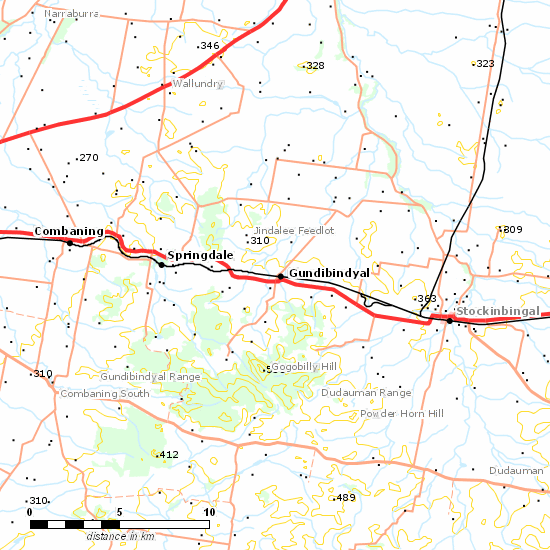 Narraburra
346
328
323
Wallundry
270
Combaning
Jindalee Feedlot
310
309
Springdale
Gundibindyal
363
Stockinbingal
310
Gundibindyal Range
Gogobilly Hill
Combaning South
Dudauman Range
Powder Horn Hill
412
Dudauman
310
489
0 5 10
distance in km